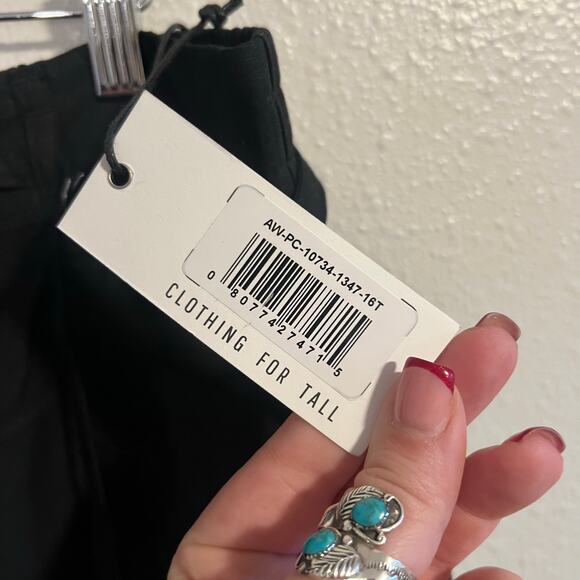 AW-PC-10734-1347-16T
0 80774 27471 5
CLOTHING FOR TALL